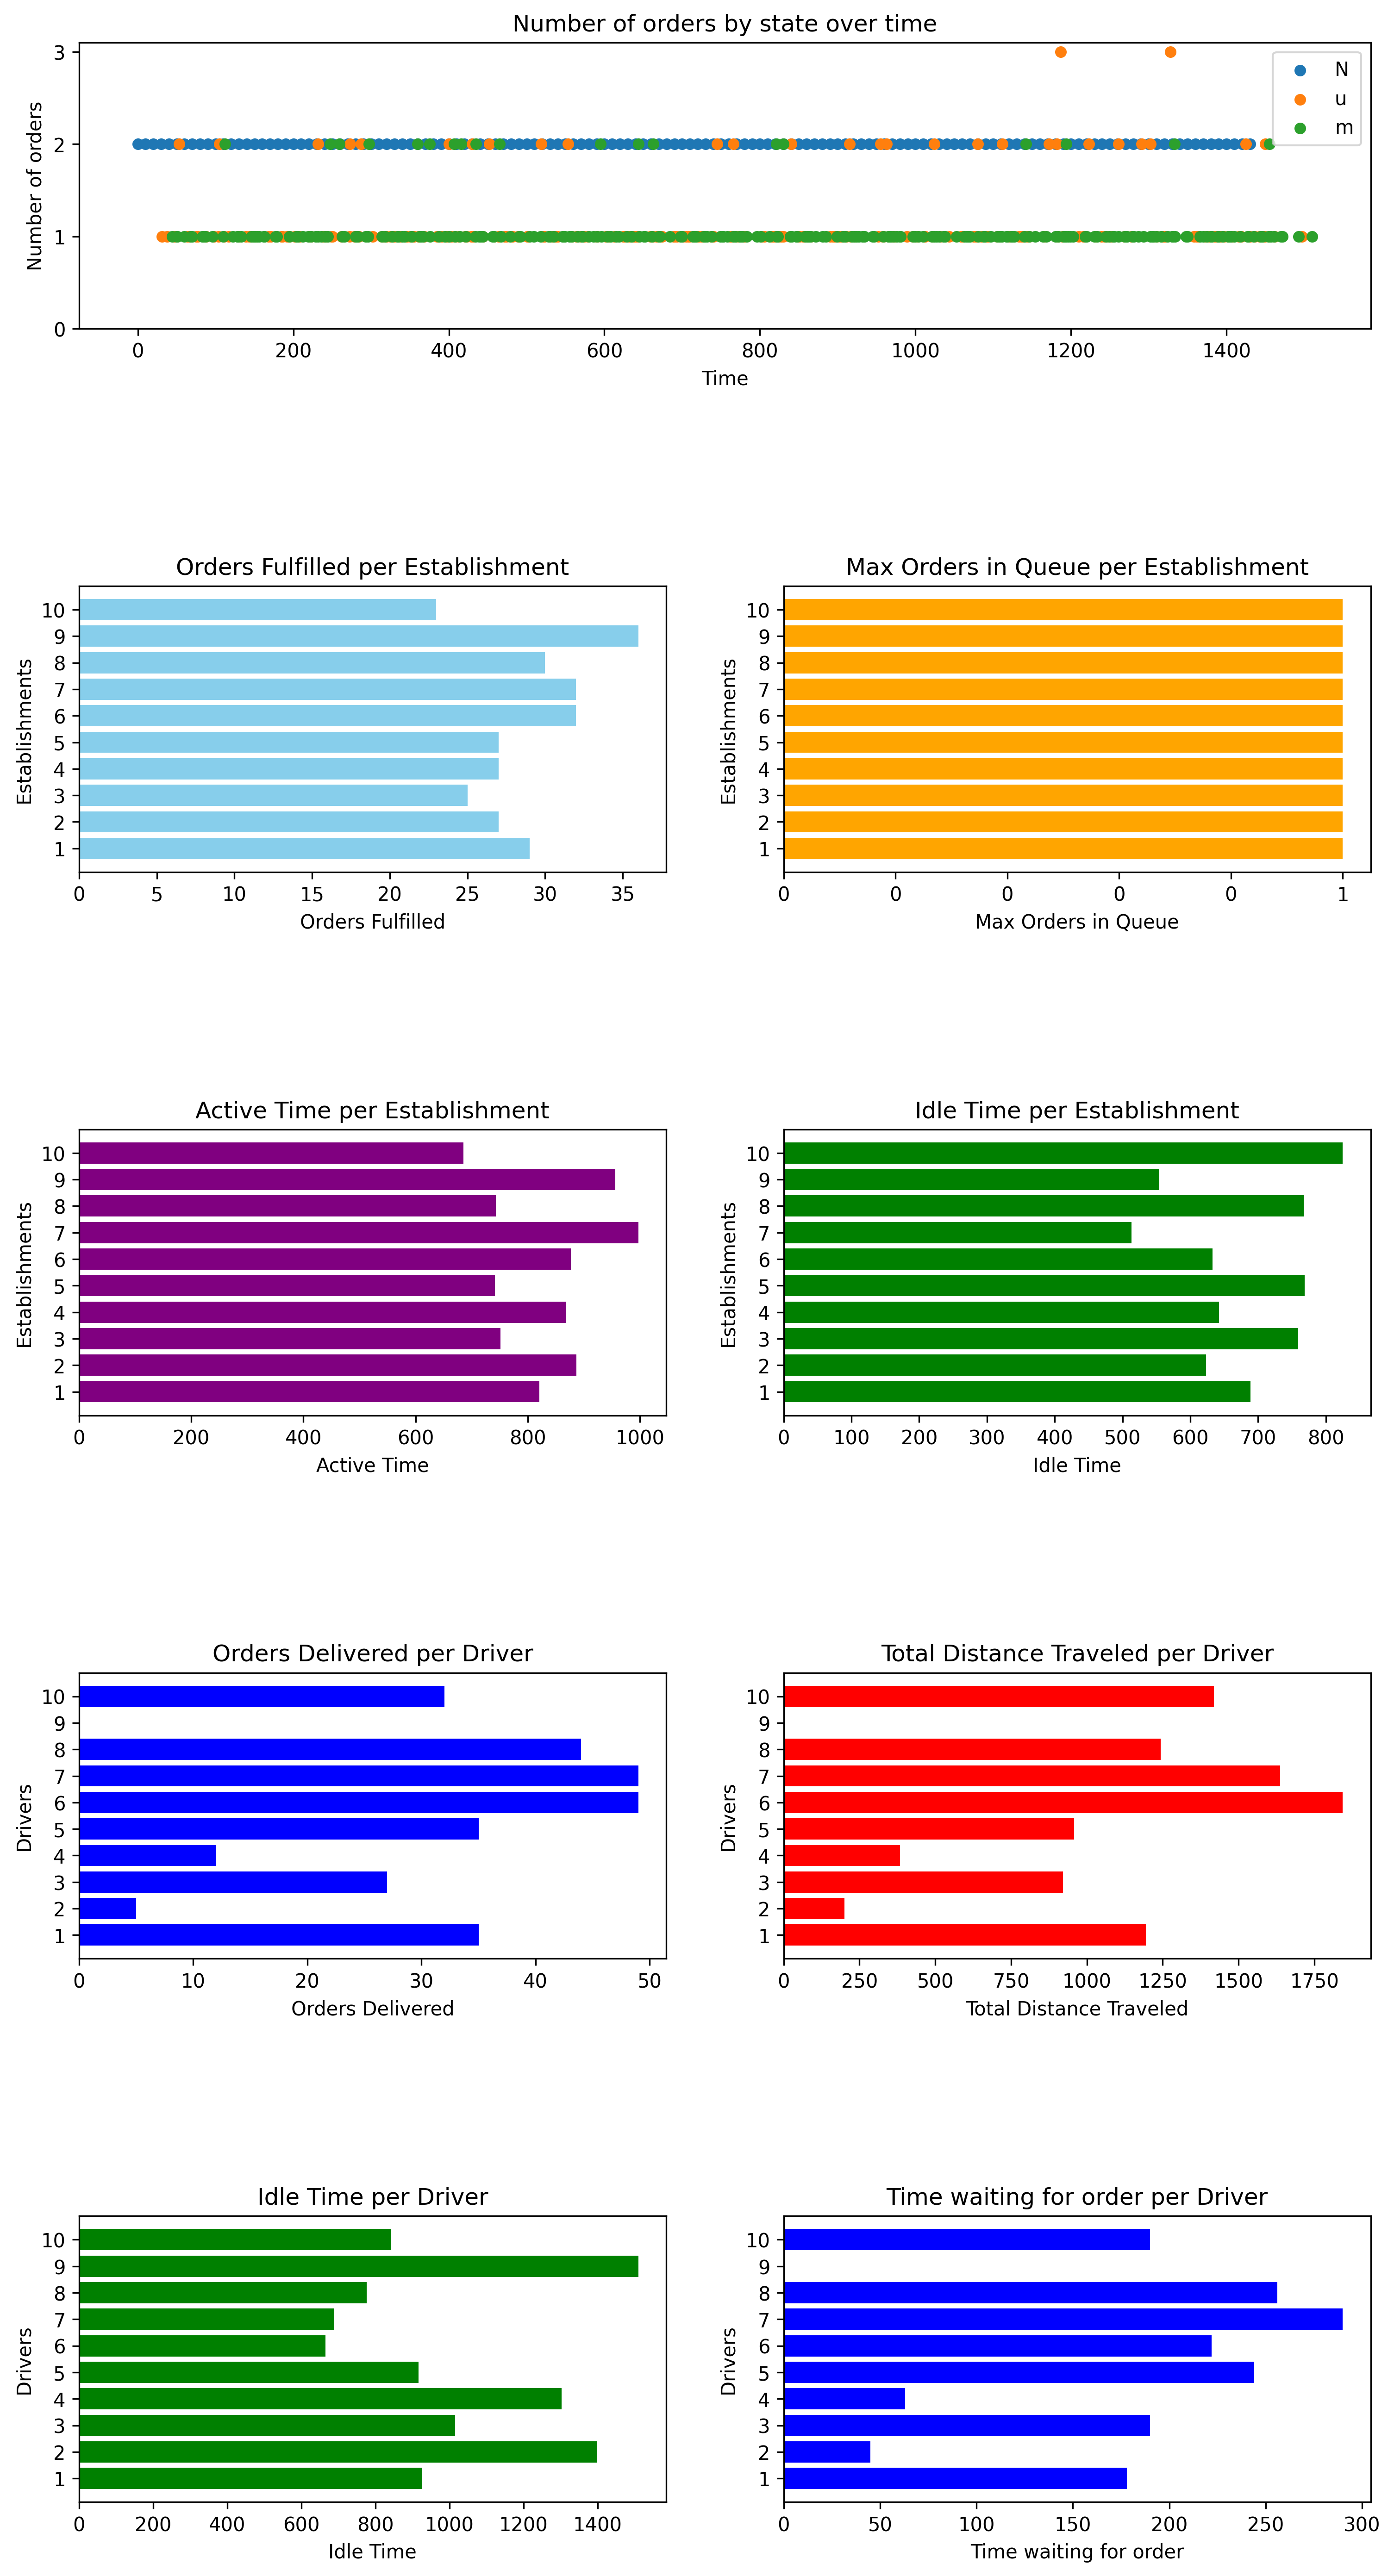 Number of orders by state over time
Number of orders
3
2
1
0
N
u
m
0 200 400 600 800 1000 1200 1400
Time
Orders Fulfilled per Establishment
Establishments
10
9
8
7
6
5
4
3
2
1
0 5 10 15 20 25 30 35
Orders Fulfilled
Max Orders in Queue per Establishment
Establishments
10
9
8
7
6
5
4
3
2
1
0 0 0 0 0 1
Max Orders in Queue
Active Time per Establishment
Establishments
10
9
8
7
6
5
4
3
2
1
0 200 400 600 800 1000
Active Time
Idle Time per Establishment
Establishments
10
9
8
7
6
5
4
3
2
1
0 100 200 300 400 500 600 700 800
Idle Time
Orders Delivered per Driver
Drivers
10
9
8
7
6
5
4
3
2
1
0 10 20 30 40 50
Orders Delivered
Total Distance Traveled per Driver
Drivers
10
9
8
7
6
5
4
3
2
1
0 250 500 750 1000 1250 1500 1750
Total Distance Traveled
Idle Time per Driver
Drivers
10
9
8
7
6
5
4
3
2
1
0 200 400 600 800 1000 1200 1400
Idle Time
Time waiting for order per Driver
Drivers
10
9
8
7
6
5
4
3
2
1
0 50 100 150 200 250 300
Time waiting for order